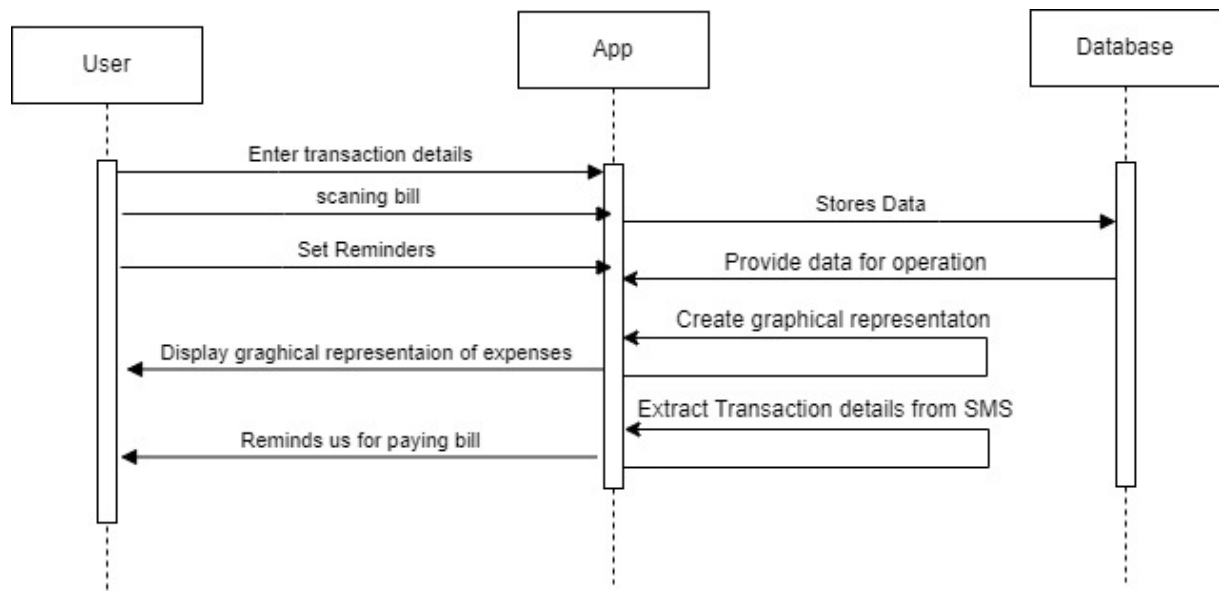 User
App
Database
Enter transaction details
scaning bill
Stores Data
Set Reminders
Provide data for operation
Create graphical representaton
Display graghical representaion of expenses
Extract Transaction details from SMS
Reminds us for paying bill